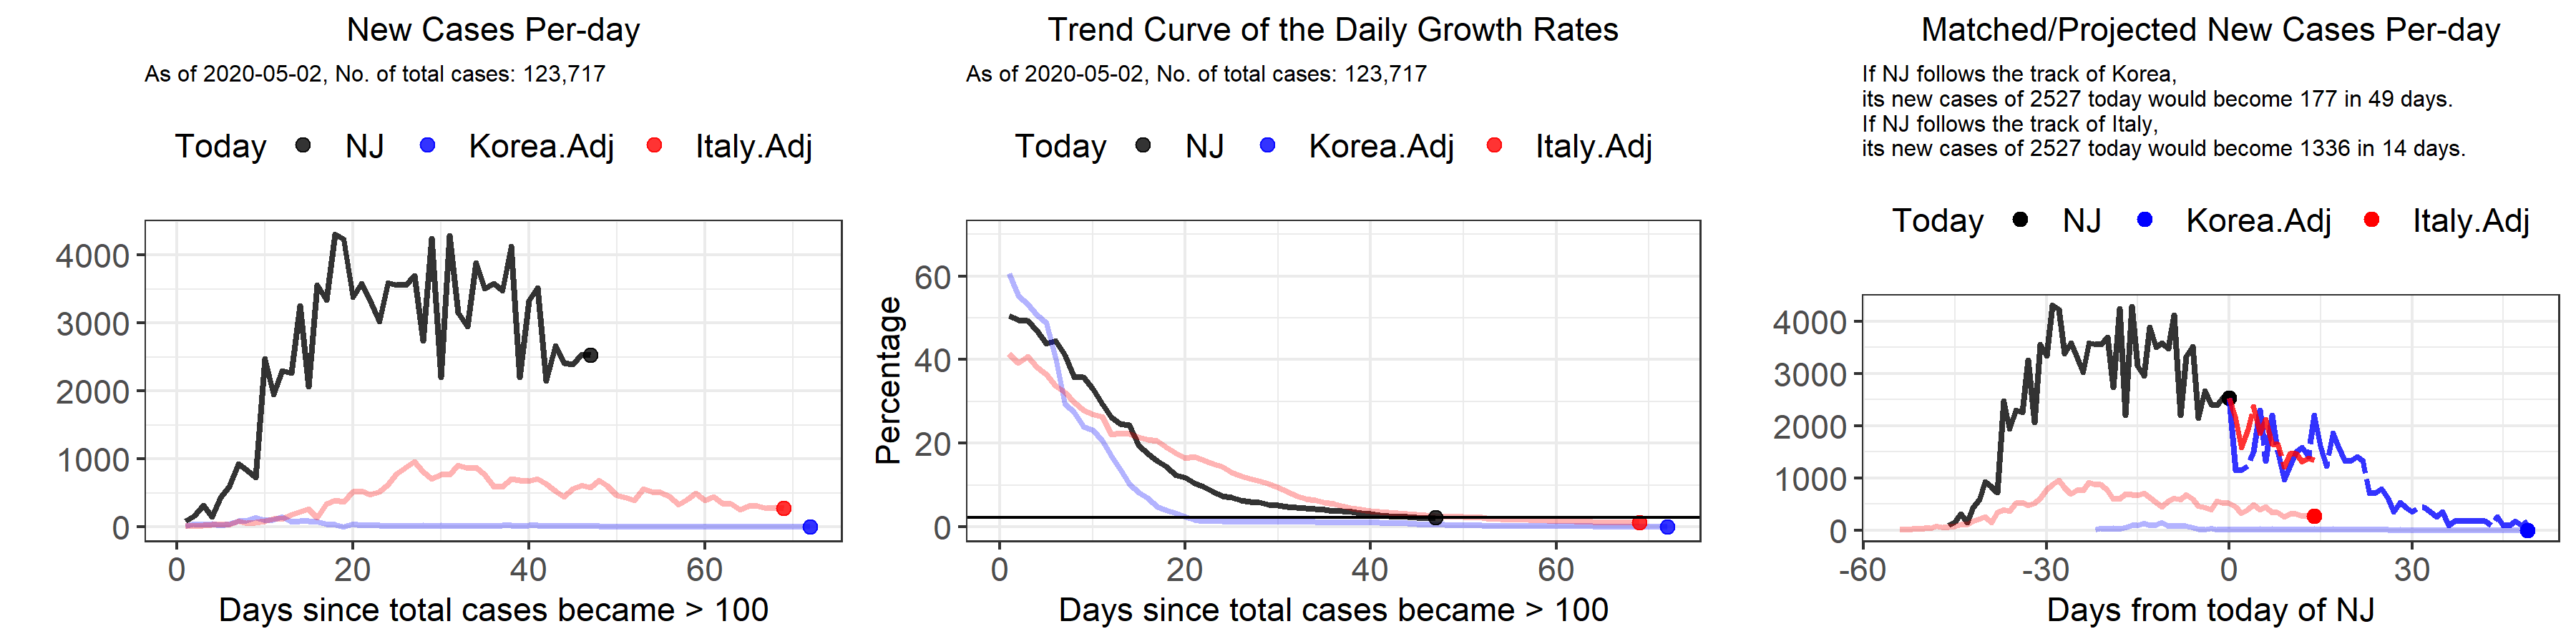 New Cases Per-day
As of 2020-05-02, No. of total cases: 123,717
Today NJ Korea.Adj Italy.Adj
4000
3000
2000
1000
0
0 20 40 60
Days since total cases became > 100
Trend Curve of the Daily Growth Rates
As of 2020-05-02, No. of total cases: 123,717
Today NJ Korea.Adj Italy.Adj
Percentage
60
40
20
0
0 20 40 60
Days since total cases became > 100
Matched/Projected New Cases Per-day
If NJ follows the track of Korea,
its new cases of 2527 today would become 177 in 49 days.
If NJ follows the track of Italy,
its new cases of 2527 today would become 1336 in 14 days.
Today NJ Korea.Adj Italy.Adj
4000
3000
2000
1000
0
-60 -30 0 30
Days from today of NJ